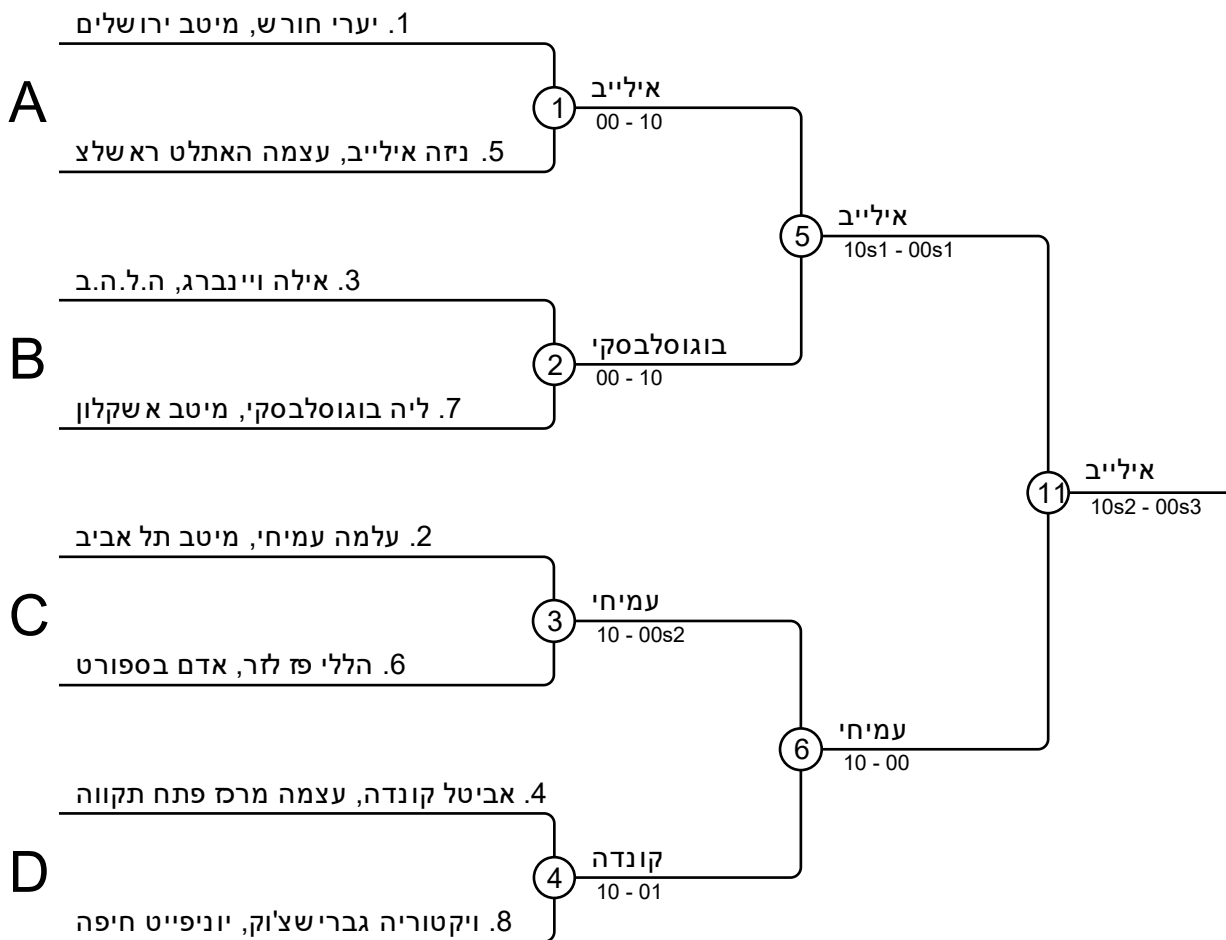 1. יערי חורש, מיטב ירושלים
A
1
אילייב
00 - 10
5. ניזה אילייב, עצמה האתלט ראשלצ
5
אילייב
10s1 - 00s1
3. אילה ויינברג, ה.ל.ה.ב
B
2
בוגוסלבסקי
00 - 10
7. ליה בוגוסלבסקי, מיטב אשקלון
11
אילייב
10s2 - 00s3
2. עלמה עמיחי, מיטב תל אביב
C
3
עמיחי
10 - 00s2
6. הללי פז לזר, אדם בספורט
6
עמיחי
10 - 00
4. אביטל קונדה, עצמה מרכז פתח תקווה
D
4
קונדה
10 - 01
8. ויקטוריה גברישצ'וק, יוניפייט חיפה